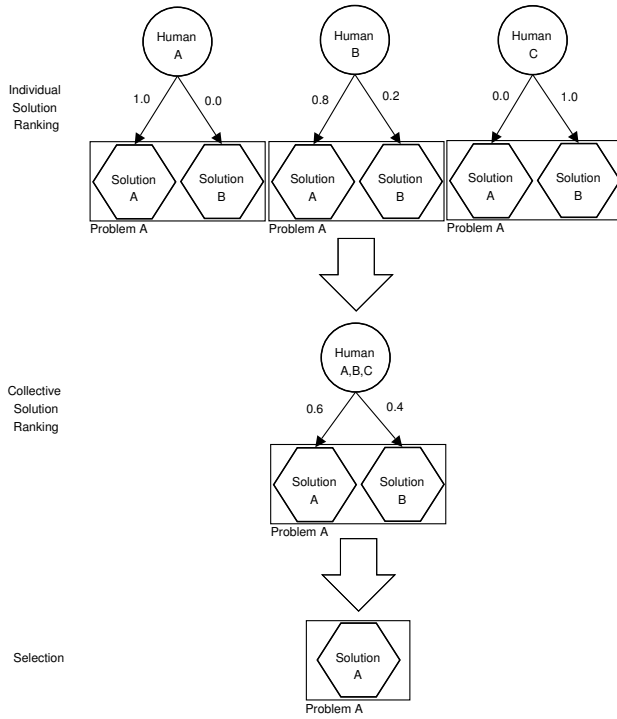 Human
A
Human
B
Human
C
Individual
Solution
Ranking
1.0
0.0
0.8
0.2
0.0
1.0
Solution
A
Solution
B
Solution
A
Solution
B
Solution
A
Solution
B
Problem A
Problem A
Problem A
Human
A,B,C
Collective
Solution
Ranking
0.6
0.4
Solution
A
Solution
B
Problem A
Selection
Solution
A
Problem A